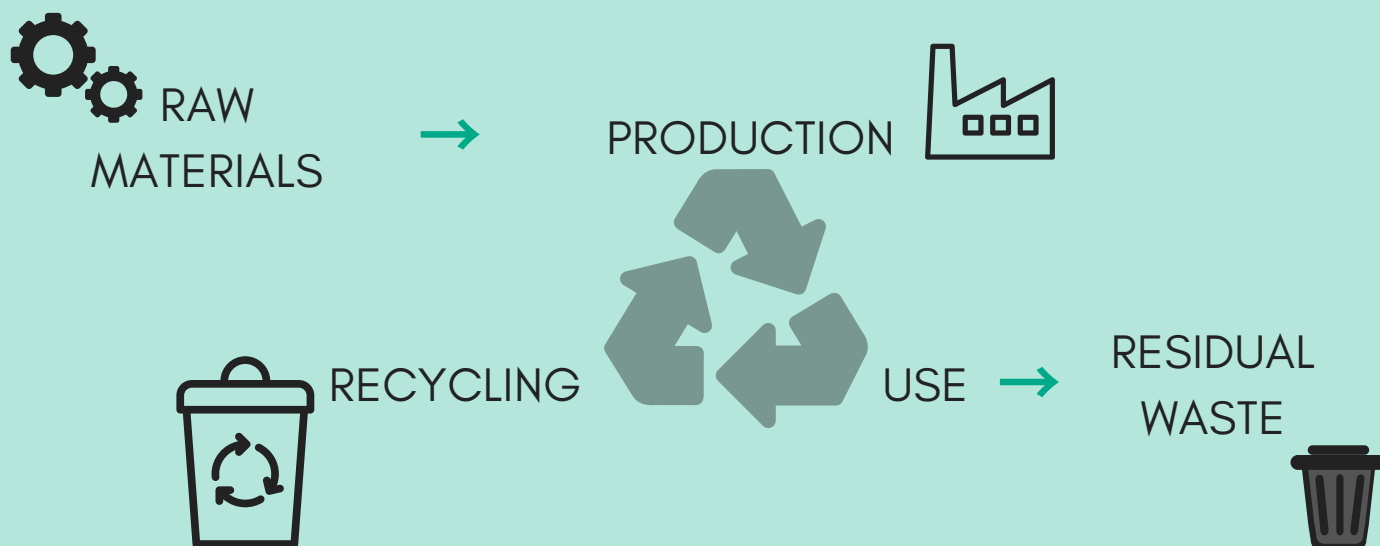 RAW
MATERIALS
PRODUCTION
RECYCLING
USE
RESIDUAL
WASTE